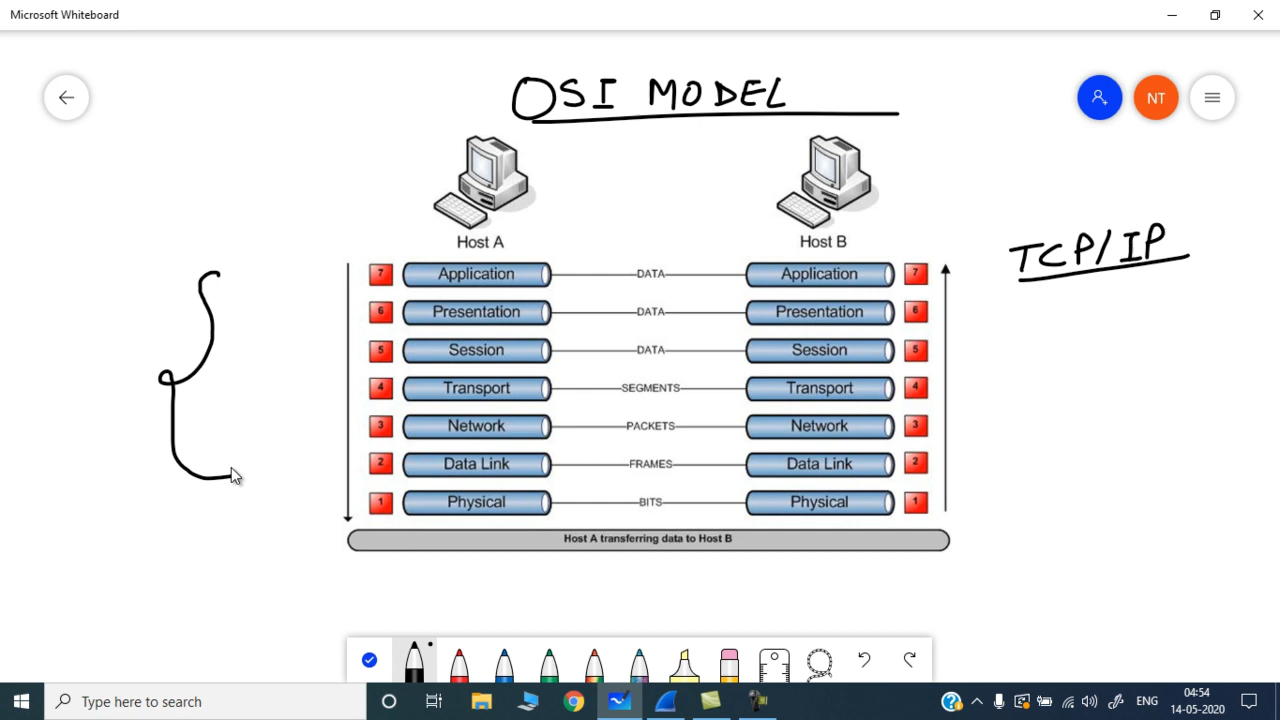 Microsoft Whiteboard
OSI MODEL
NT
Host A
Host B
TCP/IP
7 Application DATA Application 7
6 Presentation DATA Presentation 6
5 Session DATA Session 5
4 Transport SEGMENTS Transport 4
3 Network PACKETS Network 3
2 Data Link FRAMES Data Link 2
1 Physical BITS Physical 1
Host A transferring data to Host B
Type here to search
ENG
04:54
14-05-2020